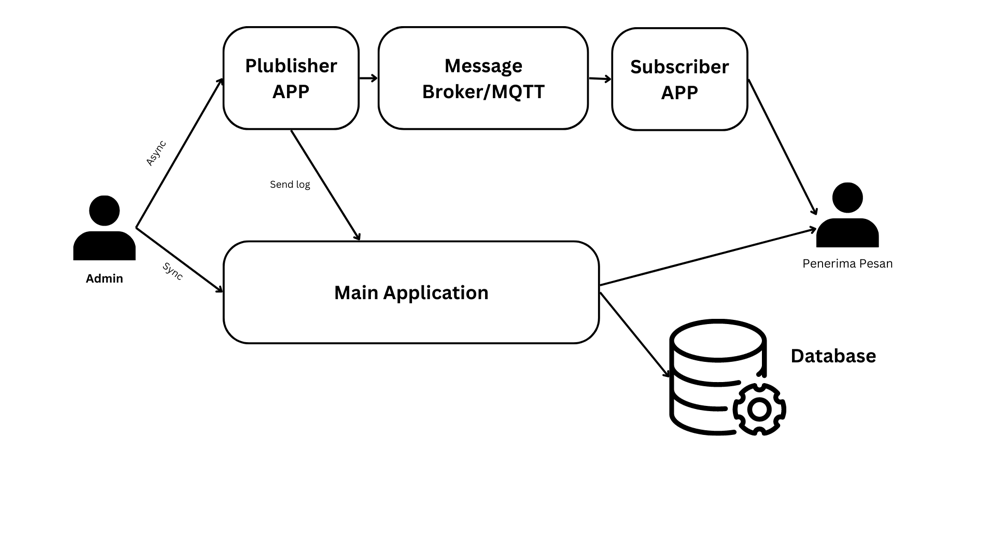 Plublisher
APP
Message
Broker/MQTT
Subscriber
APP
Async
Send log
Sync
Admin
Main Application
Penerima Pesan
Database